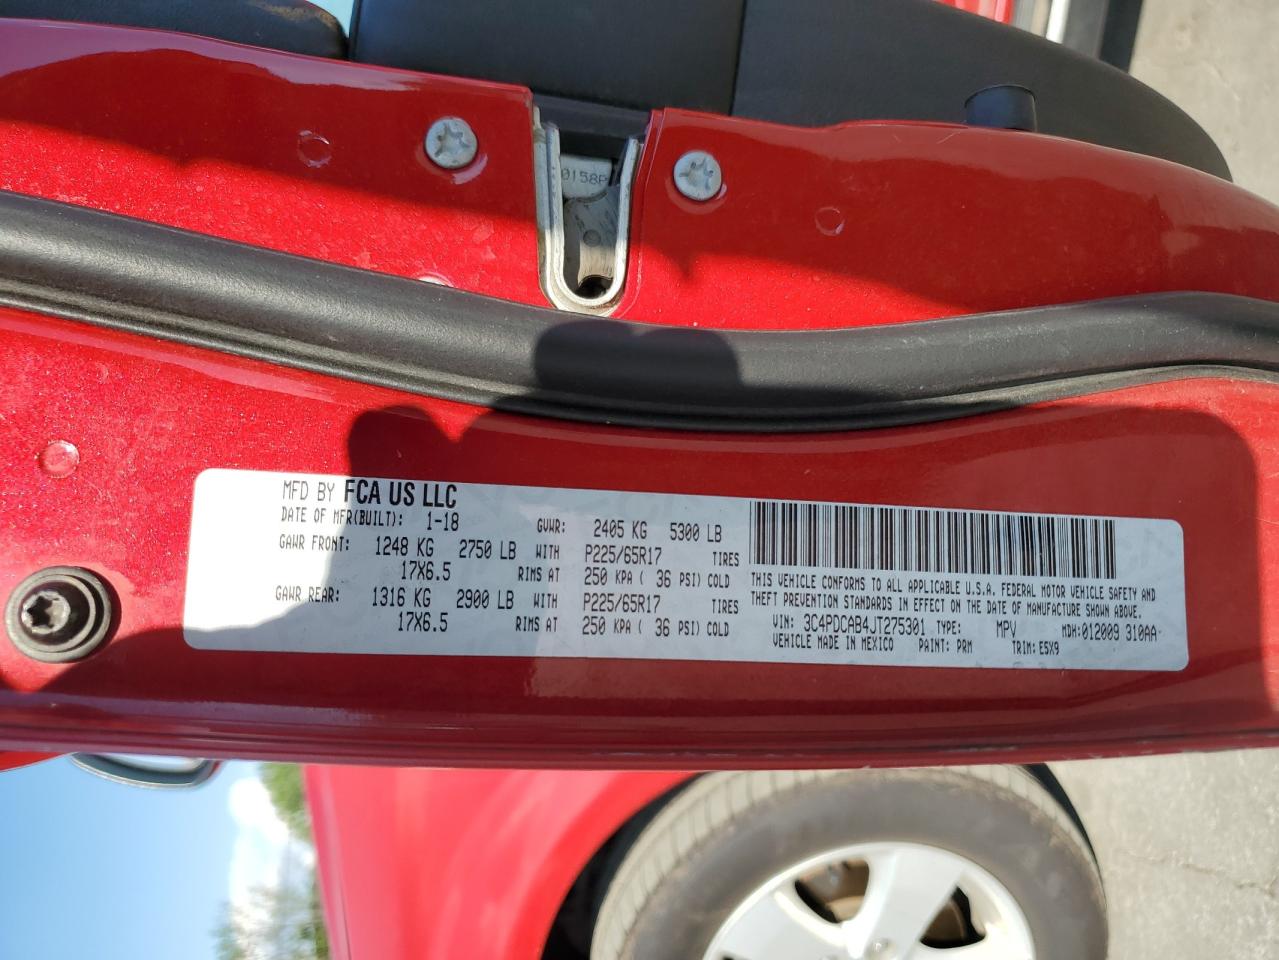 0158P
MFD BY FCA US LLC
DATE OF MFR(BUILT): 1-18 GVWR: 2405 KG 5300 LB
GAWR FRONT: 1248 KG 2750 LB WITH P225/65R17 TIRES
17X6.5 RIMS AT 250 KPA ( 36 PSI) COLD
GAWR REAR: 1316 KG 2900 LB WITH P225/65R17 TIRES
17X6.5 RIMS AT 250 KPA ( 36 PSI) COLD
THIS VEHICLE CONFORMS TO ALL APPLICABLE U.S.A. FEDERAL MOTOR VEHICLE SAFETY AND
THEFT PREVENTION STANDARDS IN EFFECT ON THE DATE OF MANUFACTURE SHOWN ABOVE.
VIN: 3C4PDCAB4JT275301 TYPE: MPV MDH:012009 310AA
VEHICLE MADE IN MEXICO PAINT: PRM TRIM: E5X9